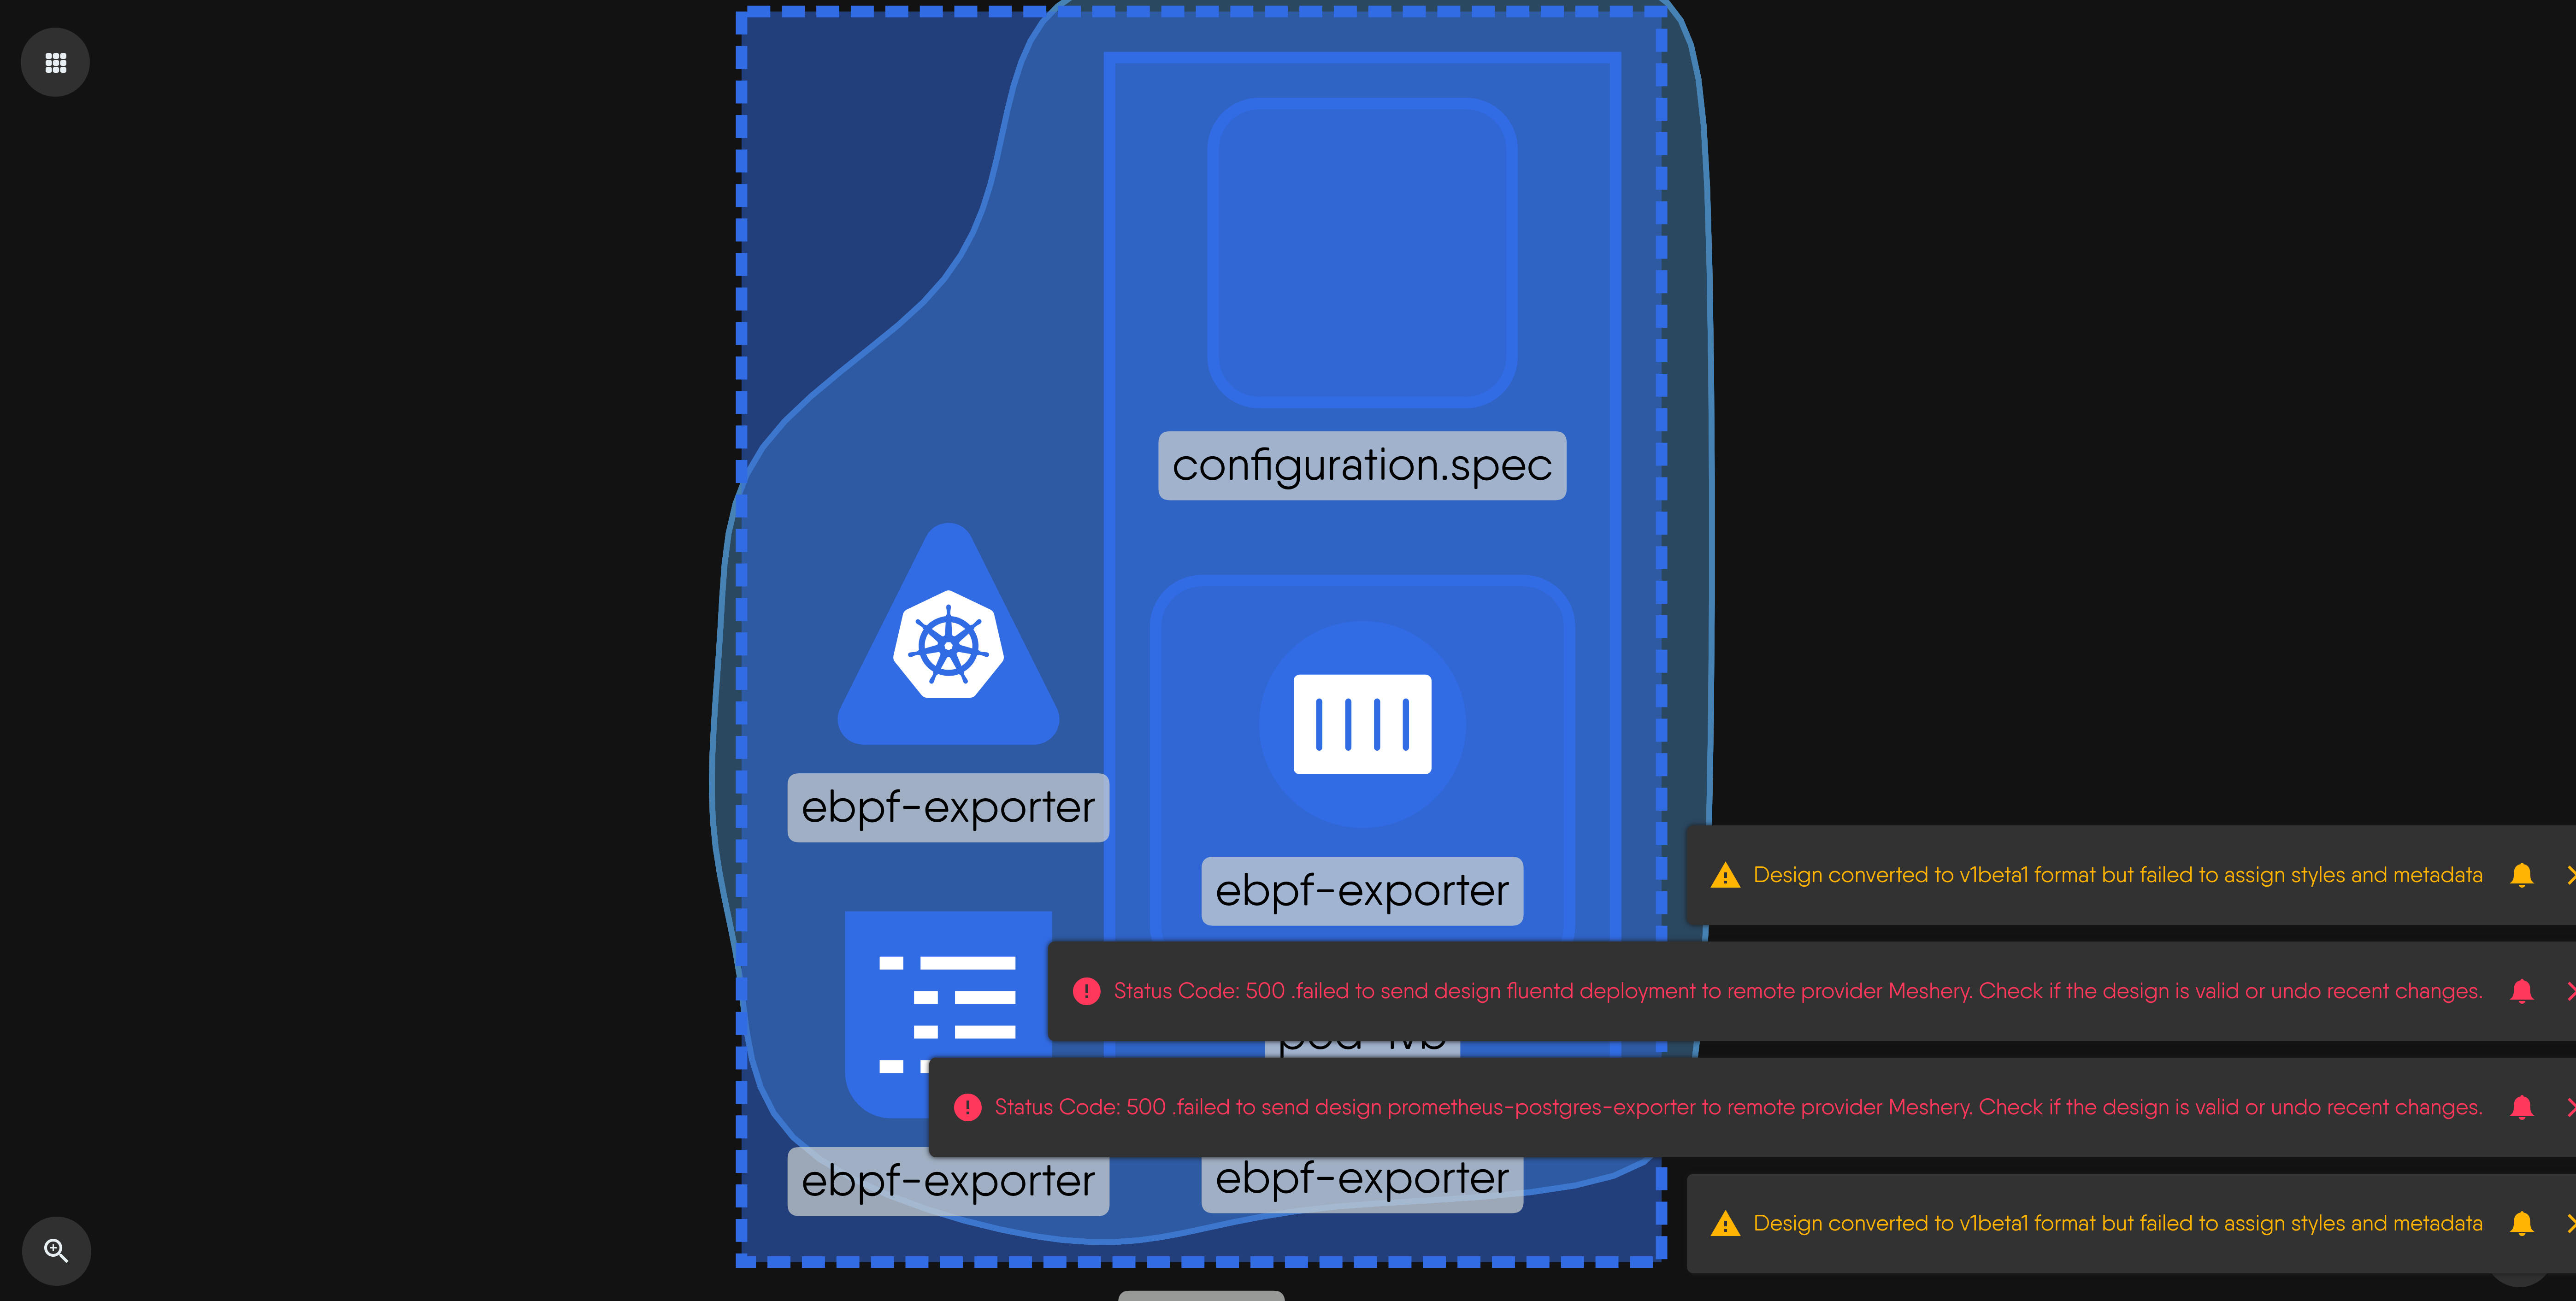 configuration.spec
ebpf-exporter
ebpf-exporter
Design converted to v1beta1 format but failed to assign styles and metadata
Status Code: 500 .failed to send design fluentd deployment to remote provider Meshery. Check if the design is valid or undo recent changes.
Status Code: 500 .failed to send design prometheus-postgres-exporter to remote provider Meshery. Check if the design is valid or undo recent changes.
ebpf-exporter
ebpf-exporter
Design converted to v1beta1 format but failed to assign styles and metadata